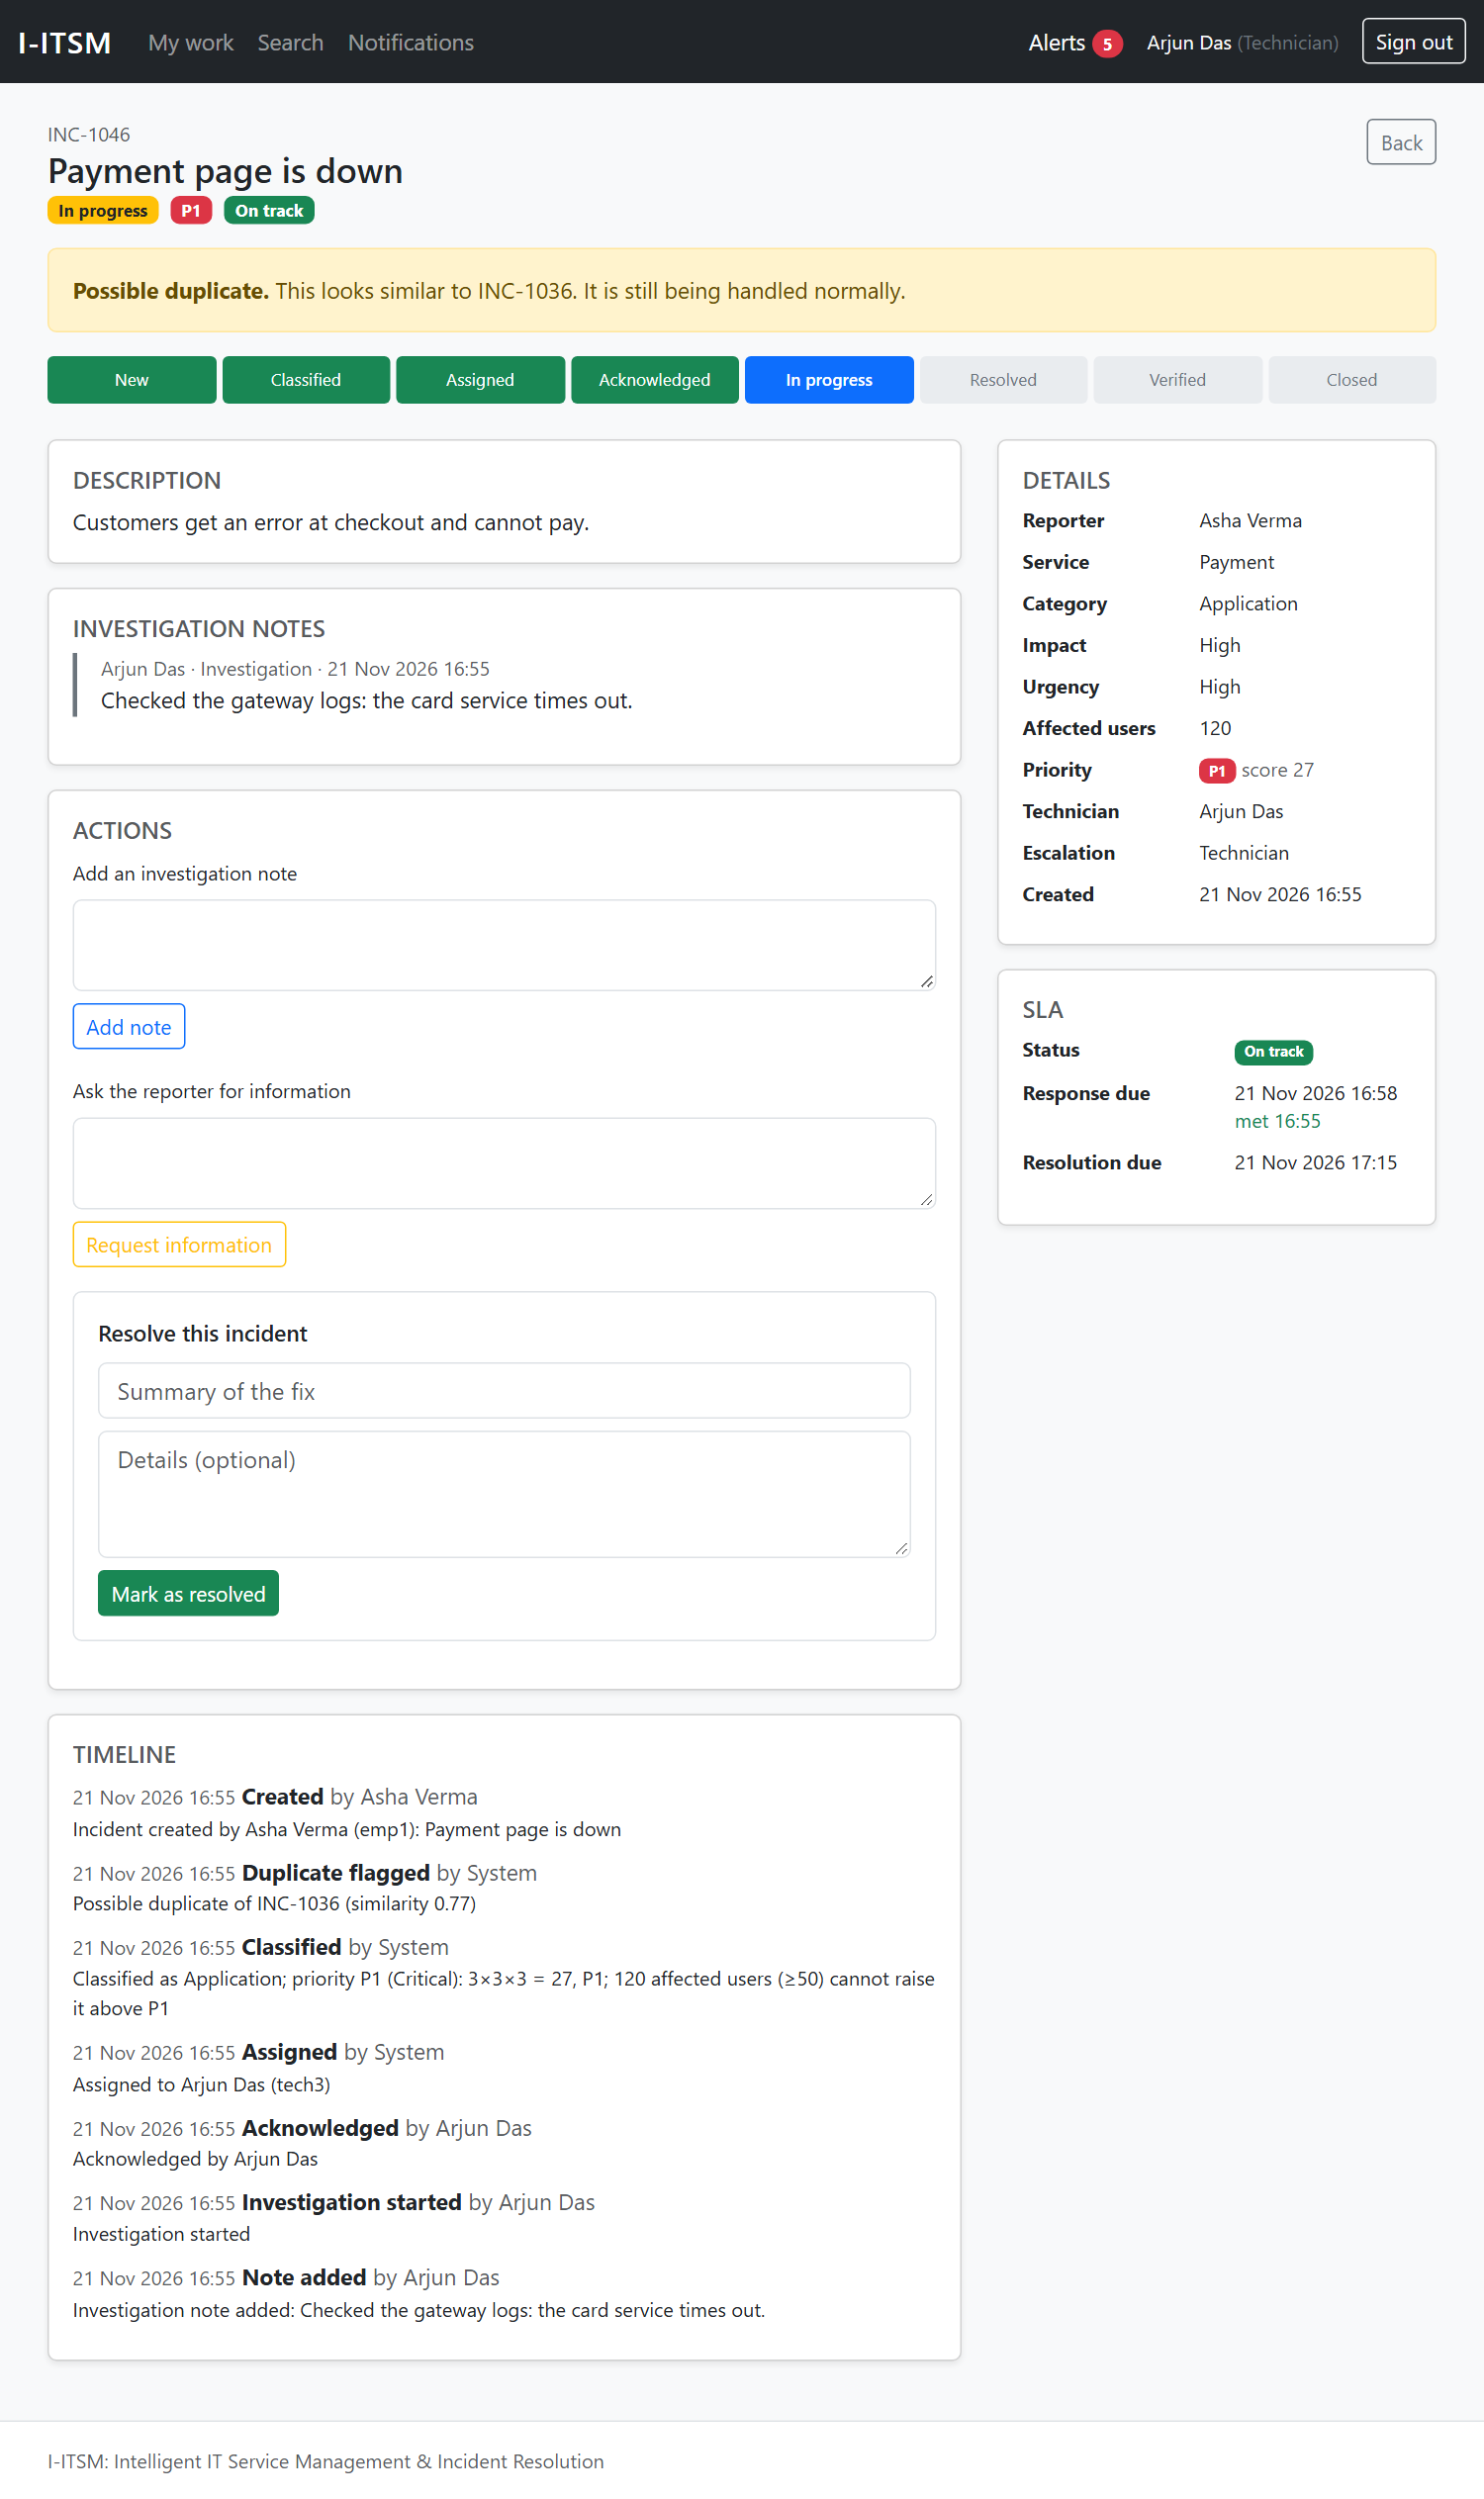 I-ITSM My work Search Notifications Alerts 5 Arjun Das (Technician) Sign out
INC-1046
Back
Payment page is down
In progress P1 On track
Possible duplicate. This looks similar to INC-1036. It is still being handled normally.
New Classified Assigned Acknowledged In progress Resolved Verified Closed
DESCRIPTION
Customers get an error at checkout and cannot pay.
INVESTIGATION NOTES
Arjun Das · Investigation · 21 Nov 2026 16:55
Checked the gateway logs: the card service times out.
ACTIONS
Add an investigation note
Add note
Ask the reporter for information
Request information
Resolve this incident
Summary of the fix
Details (optional)
Mark as resolved
TIMELINE
21 Nov 2026 16:55 Created by Asha Verma
Incident created by Asha Verma (emp1): Payment page is down
21 Nov 2026 16:55 Duplicate flagged by System
Possible duplicate of INC-1036 (similarity 0.77)
21 Nov 2026 16:55 Classified by System
Classified as Application; priority P1 (Critical): 3×3×3 = 27, P1; 120 affected users (≥50) cannot raise
it above P1
21 Nov 2026 16:55 Assigned by System
Assigned to Arjun Das (tech3)
21 Nov 2026 16:55 Acknowledged by Arjun Das
Acknowledged by Arjun Das
21 Nov 2026 16:55 Investigation started by Arjun Das
Investigation started
21 Nov 2026 16:55 Note added by Arjun Das
Investigation note added: Checked the gateway logs: the card service times out.
DETAILS
Reporter Asha Verma
Service Payment
Category Application
Impact High
Urgency High
Affected users 120
Priority P1 score 27
Technician Arjun Das
Escalation Technician
Created 21 Nov 2026 16:55
SLA
Status On track
Response due 21 Nov 2026 16:58
met 16:55
Resolution due 21 Nov 2026 17:15
I-ITSM: Intelligent IT Service Management & Incident Resolution